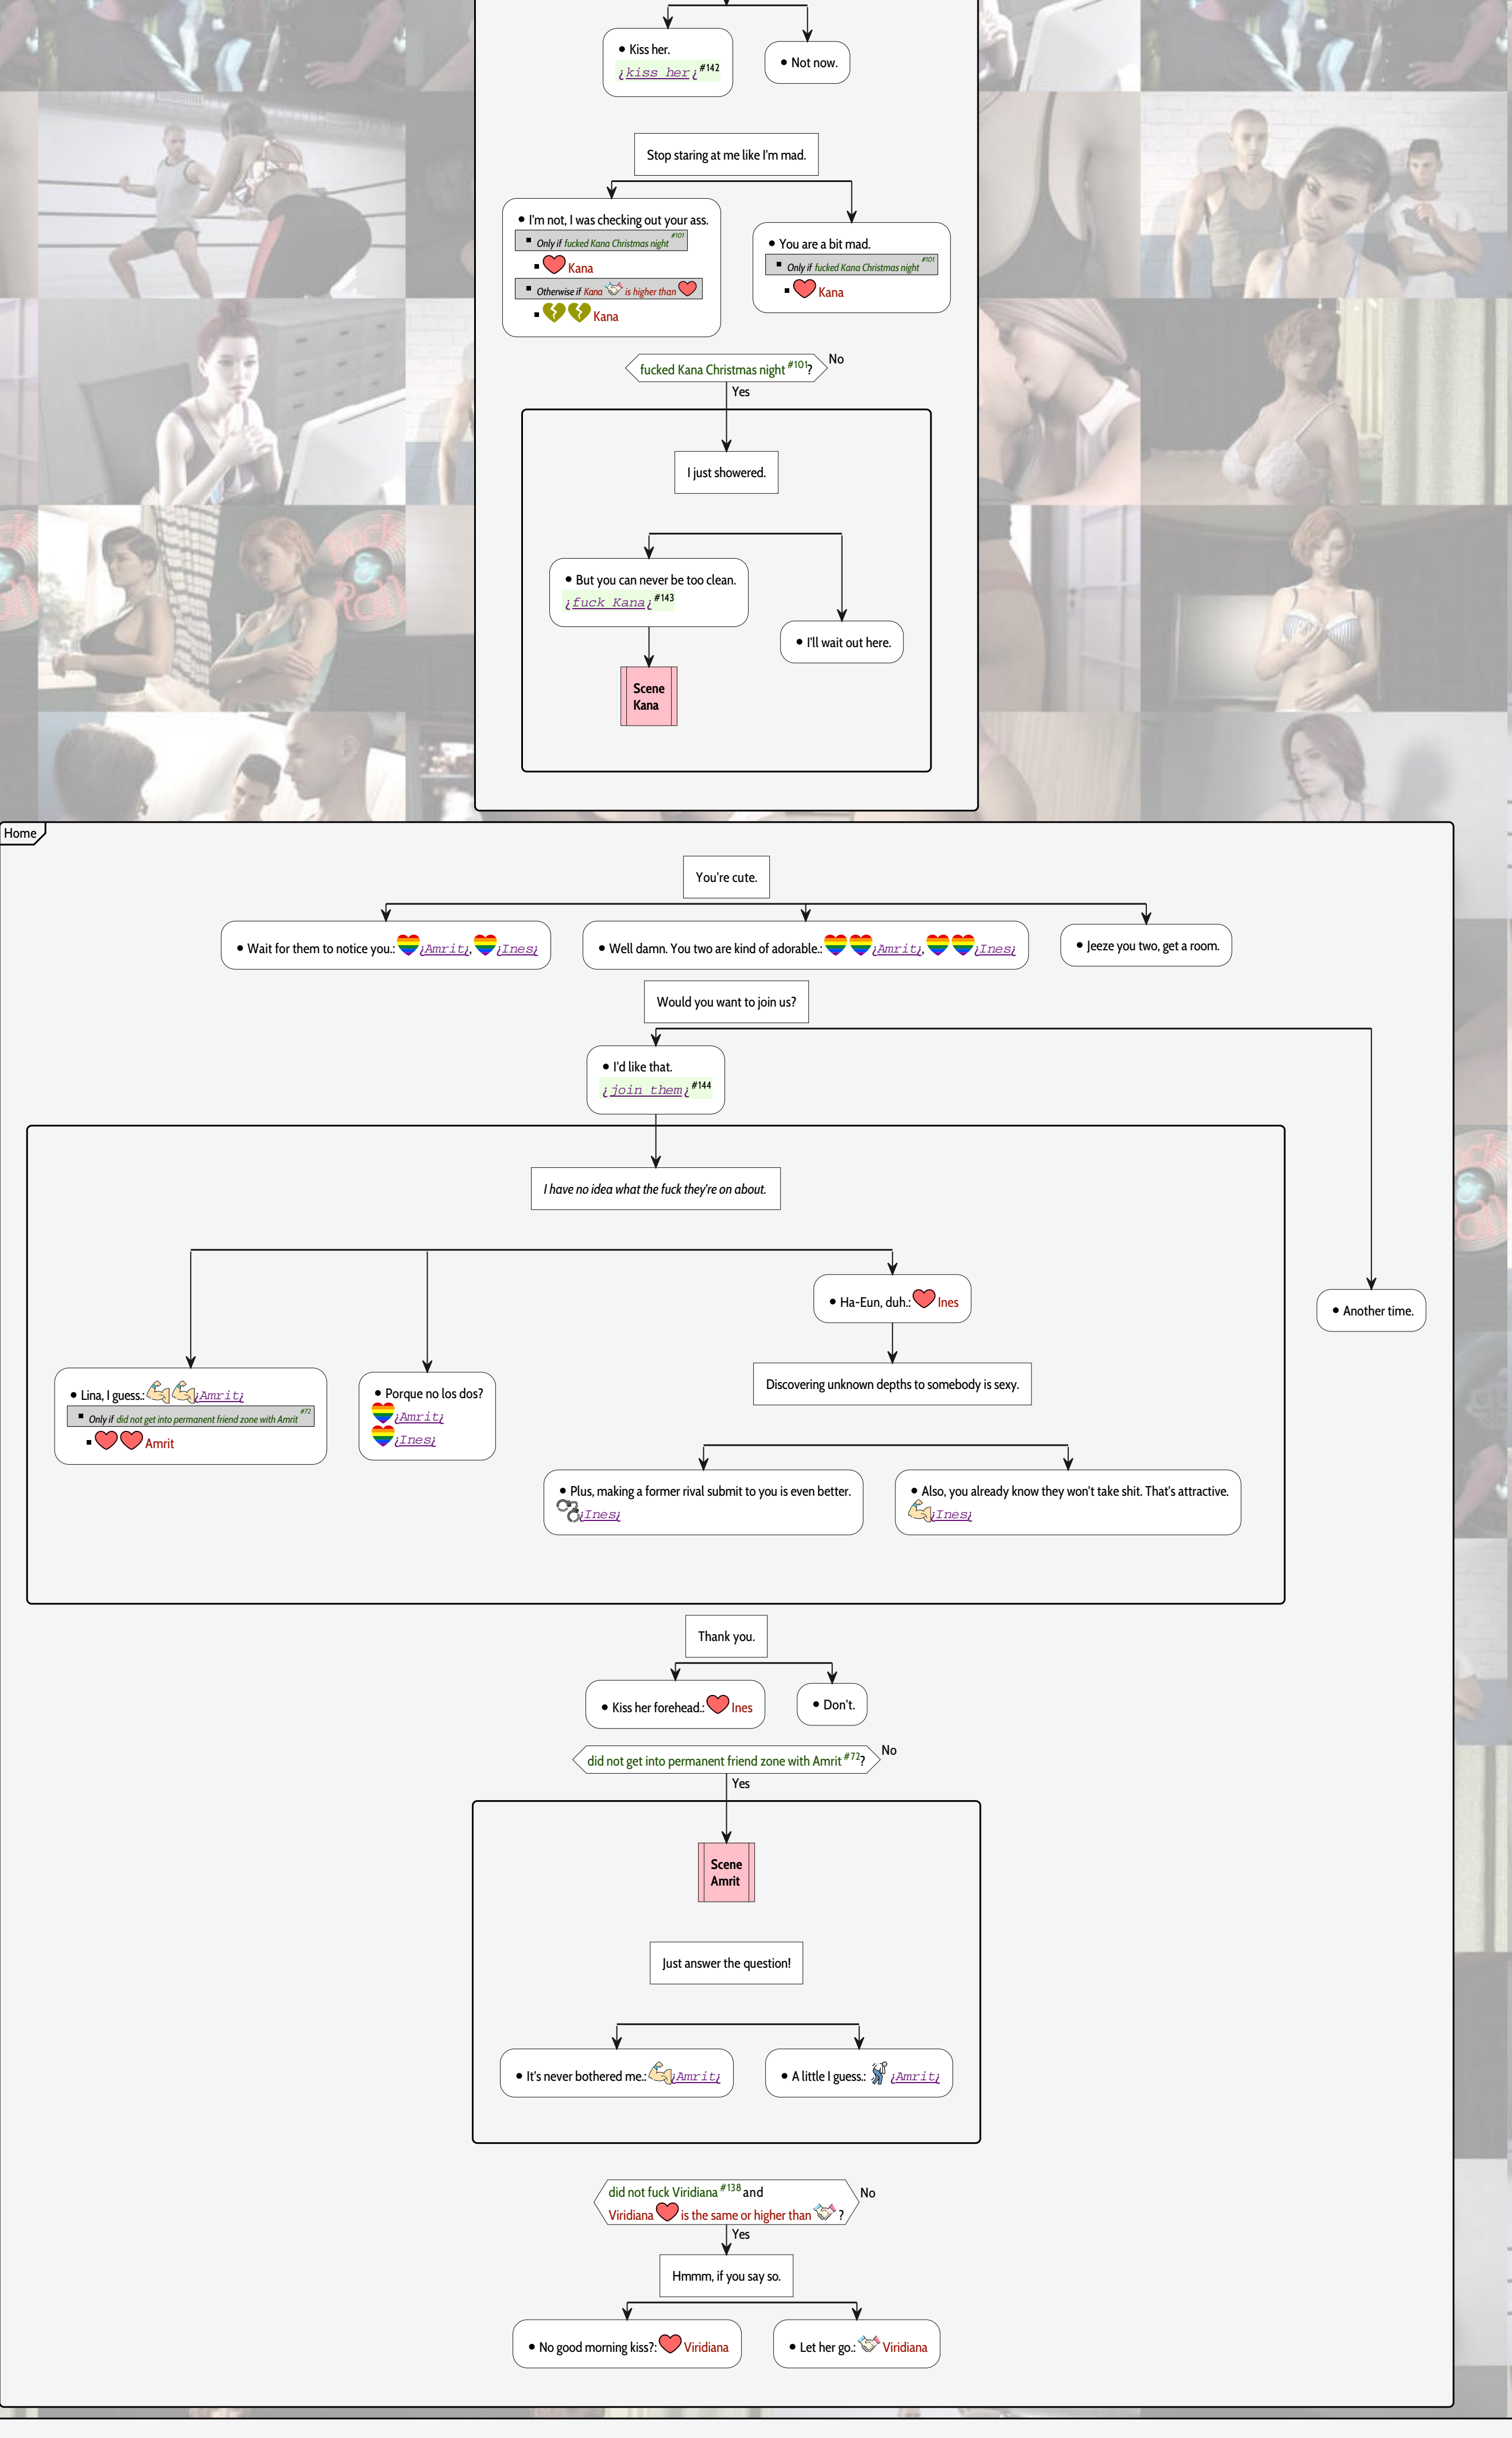 Kiss her.
¿kiss her¿#142
Not now.
Stop staring at me like I'm mad.
I'm not, I was checking out your ass.
Only if fucked Kana Christmas night #101
Kana
Otherwise if Kana is higher than
Kana
You are a bit mad.
Only if fucked Kana Christmas night #101
Kana
fucked Kana Christmas night #101?
No
Yes
I just showered.
But you can never be too clean.
¿fuck Kana¿#143
I'll wait out here.
Scene
Kana
Home
You're cute.
Wait for them to notice you.: ¿Amrit¿, ¿Ines¿
Well damn. You two are kind of adorable.: ¿Amrit¿, ¿Ines¿
Jeeze you two, get a room.
Would you want to join us?
I'd like that.
¿join them¿#144
I have no idea what the fuck they're on about.
Another time.
Ha-Eun, duh.: Ines
Lina, I guess.: ¿Amrit¿
Only if did not get into permanent friend zone with Amrit #72
Amrit
Porque no los dos?
¿Amrit¿
¿Ines¿
Discovering unknown depths to somebody is sexy.
Plus, making a former rival submit to you is even better.
¿Ines¿
Also, you already know they won't take shit. That's attractive.
¿Ines¿
Thank you.
Kiss her forehead.: Ines
Don't.
did not get into permanent friend zone with Amrit #72?
No
Yes
Scene
Amrit
Just answer the question!
It's never bothered me.: ¿Amrit¿
A little I guess.: ¿Amrit¿
did not fuck Viridiana #138 and
Viridiana is the same or higher than ?
No
Yes
Hmmm, if you say so.
No good morning kiss?: Viridiana
Let her go.: Viridiana